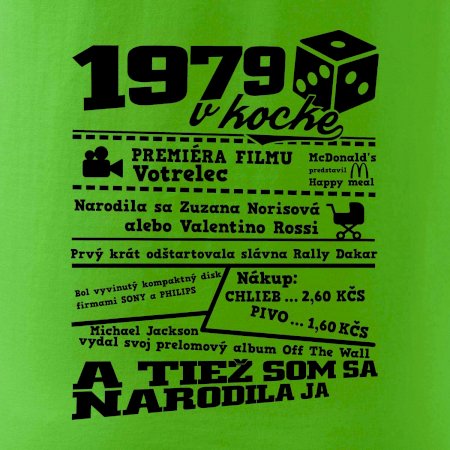 1979
v kocke
PREMIÉRA FILMU
Votrelec
McDonald's
predstavil
Happy meal
Narodila sa Zuzana Norisová
alebo Valentino Rossi
Prvý krát odštartovala slávna Rally Dakar
Bol vyvinutý kompaktný disk
firmami SONY a PHILIPS
Nákup:
CHLIEB ... 2,60 KČS
PIVO ... 1,60 KČS
Michael Jackson
vydal svoj prelomový album Off The Wall
A TIEŽ SOM SA
NARODILA JA